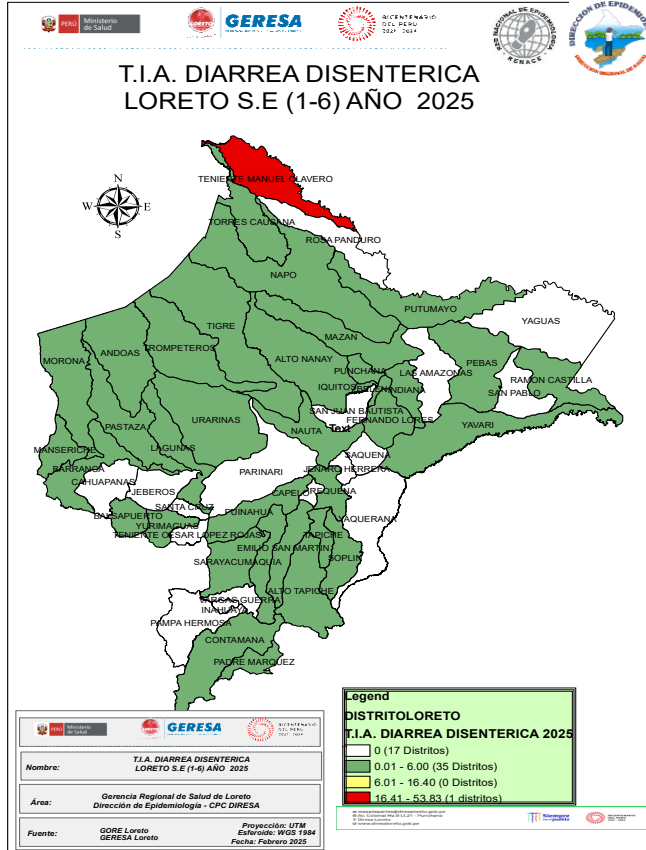 PERÚ
Ministerio
de Salud
GERESA
BICENTENARIO
DEL PERÚ
2021 - 2024
RED NACIONAL DE EPIDEMIOLOGIA
RENACE
DIRECCION DE EPIDEMIOLOGIA
DIRECCION REGIONAL DE SALUD
T.I.A. DIARREA DISENTERICA
LORETO S.E (1-6) AÑO 2025
N
W
E
S
TENIENTE MANUEL CLAVERO
TORRES CAUSANA
ROSA PANDURO
NAPO
PUTUMAYO
YAGUAS
TIGRE
MAZAN
MORONA
ANDOAS
TROMPETEROS
ALTO NANAY
PUNCHANA
LAS AMAZONAS
PEBAS
RAMON CASTILLA
IQUITOS
BELEN
INDIANA
SAN PABLO
SAN JUAN BAUTISTA
FERNANDO LORES
URARINAS
PASTAZA
NAUTA
Text
YAVARI
MANSERICHE
LAGUNAS
SAQUENA
BARRANCA
PARINARI
JENARO HERRERA
CAHUAPANAS
JEBEROS
CAPELO
REQUENA
SANTA CRUZ
PUINAHUA
BALSAPUERTO
YAQUERANA
YURIMAGUAS
TENIENTE CESAR LOPEZ ROJAS
TAPICHE
EMILIO SAN MARTIN
SOPLIN
SARAYACU
MAQUIA
ALTO TAPICHE
VARGAS GUERRA
INAHUAYA
PAMPA HERMOSA
CONTAMANA
PADRE MARQUEZ
Legend
DISTRITOLORETO
T.I.A. DIARREA DISENTERICA 2025
0 (17 Distritos)
0.01 - 6.00 (35 Distritos)
6.01 - 16.40 (0 Distritos)
16.41 - 53.83 (1 distritos)
PERÚ
Ministerio
de Salud
GERESA
BICENTENARIO
DEL PERÚ
2021 - 2024
Nombre:
T.I.A. DIARREA DISENTERICA
LORETO S.E (1-6) AÑO 2025
Área:
Gerencia Regional de Salud de Loreto
Dirección de Epidemiología - CPC DIRESA
Fuente:
GORE Loreto
GERESA Loreto
Proyección: UTM
Esferoide: WGS 1984
Fecha: Febrero 2025
Siempre
con el pueblo